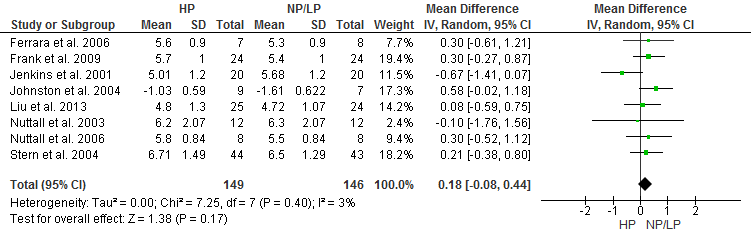 HP NP/LP Mean Difference Mean Difference
Study or Subgroup Mean SD Total Mean SD Total Weight IV, Random, 95% CI IV, Random, 95% CI
Ferrara et al. 2006 5.6 0.9 7 5.3 0.9 8 7.7% 0.30 [-0.61, 1.21]
Frank et al. 2009 5.7 1 24 5.4 1 24 19.4% 0.30 [-0.27, 0.87]
Jenkins et al. 2001 5.01 1.2 20 5.68 1.2 20 11.5% -0.67 [-1.41, 0.07]
Johnston et al. 2004 -1.03 0.59 9 -1.61 0.622 7 17.3% 0.58 [-0.02, 1.18]
Liu et al. 2013 4.8 1.3 25 4.72 1.07 24 14.3% 0.08 [-0.59, 0.75]
Nuttall et al. 2003 6.2 2.07 12 6.3 2.07 12 2.4% -0.10 [-1.76, 1.56]
Nuttall et al. 2006 5.8 0.84 8 5.5 0.84 8 9.4% 0.30 [-0.52, 1.12]
Stern et al. 2004 6.71 1.49 44 6.5 1.29 43 18.2% 0.21 [-0.38, 0.80]
Total (95% CI) 149 146 100.0% 0.18 [-0.08, 0.44]
Heterogeneity: Tau² = 0.00; Chi² = 7.25, df = 7 (P = 0.40); I² = 3%
Test for overall effect: Z = 1.38 (P = 0.17)
-2 -1 0 1 2
HP NP/LP